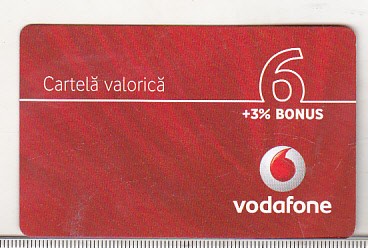 Cartelă valorică
6
+3% BONUS
vodafone